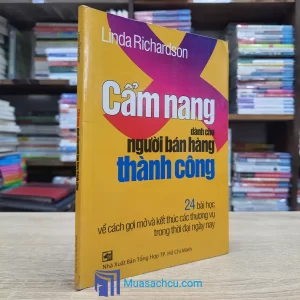 Linda Richardson
Cẩm nang
dành cho
người bán hàng
thành công
24 bài học
về cách gợi mở và kết thúc các thương vụ
trong thời đại ngày nay
Nhà Xuất Bản Tổng Hợp TP. Hồ Chí Minh
Muasachcu.com